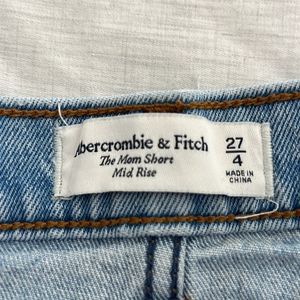 Abercrombie & Fitch
The Mom Short
Mid Rise
27
4
MADE IN
CHINA